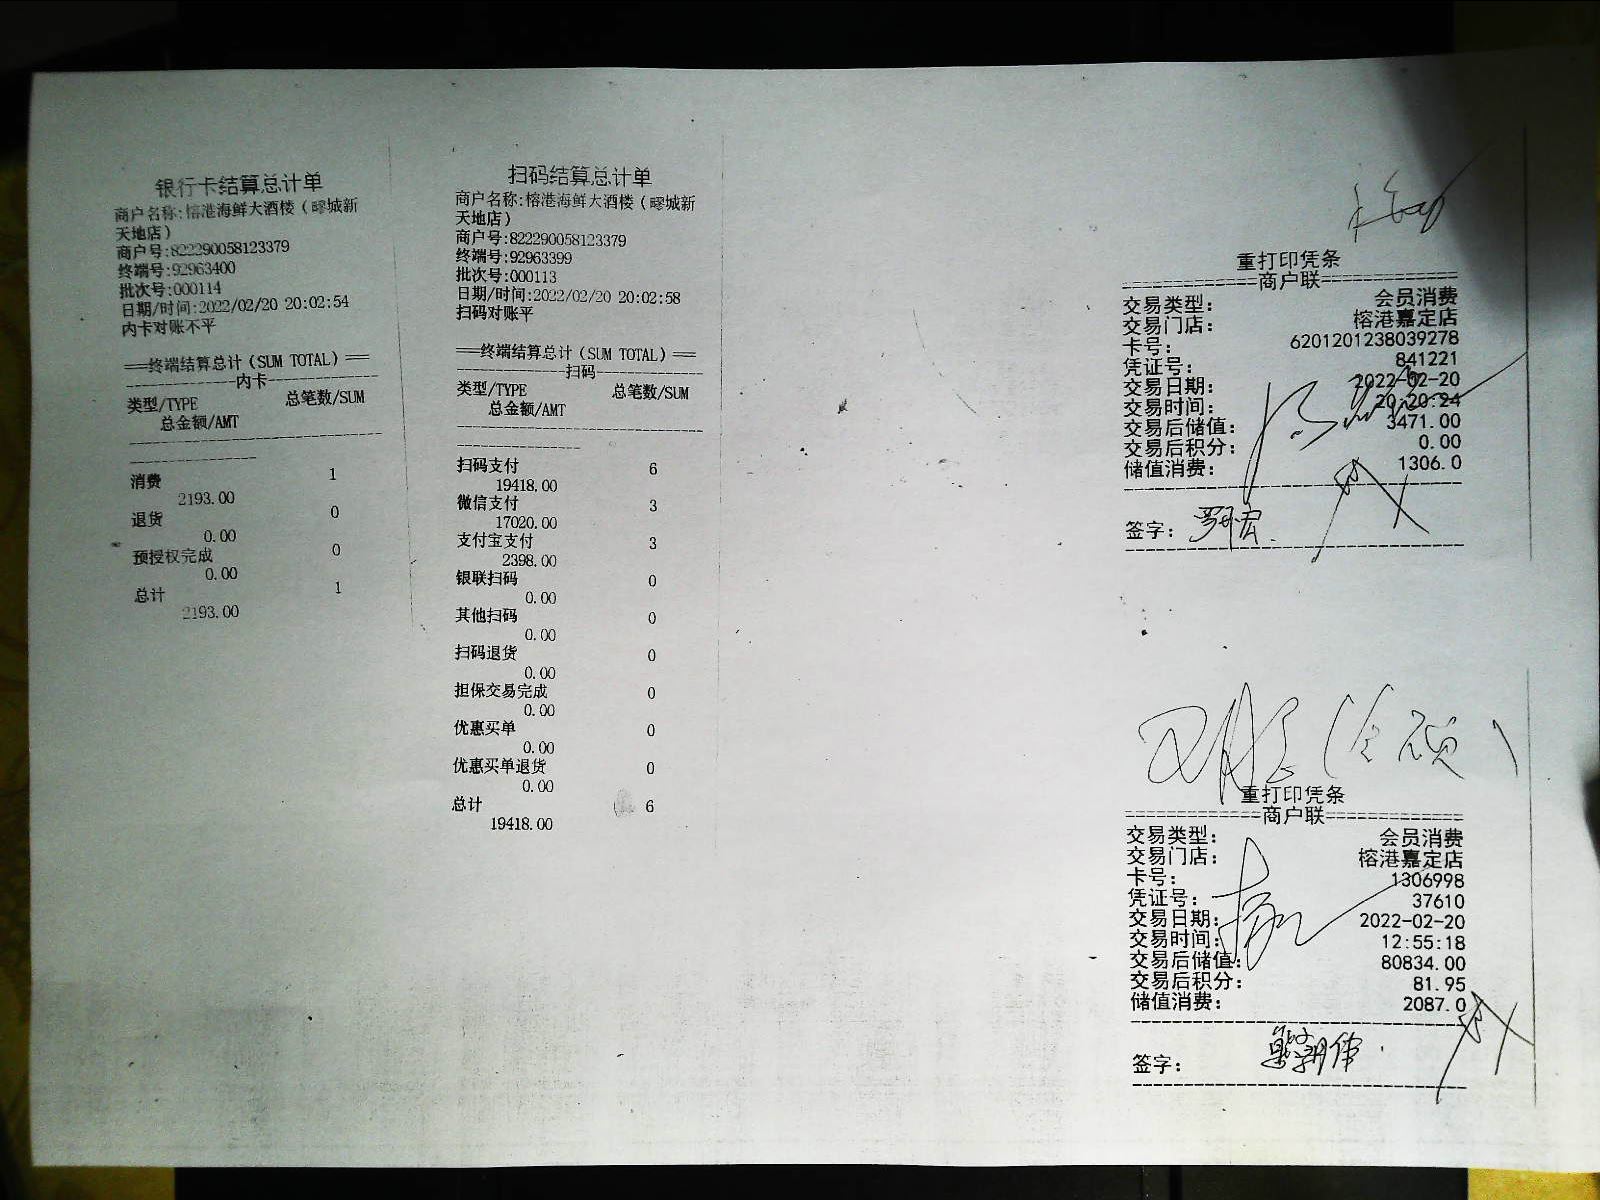 银行卡结算总计单
商户名称:榕港海鲜大酒楼（疁城新
天地店）
商户号:822290058123379
终端号:92963400
批次号:000114
日期/时间:2022/02/20 20:02:54
内卡对账不平
===终端结算总计（SUM TOTAL）===
---------------内卡---------------
类型/TYPE 总笔数/SUM
总金额/AMT
消费 1
2193.00
退货 0
0.00
预授权完成 0
0.00
总计 1
2193.00
扫码结算总计单
商户名称:榕港海鲜大酒楼（疁城新
天地店）
商户号:822290058123379
终端号:92963399
批次号:000113
日期/时间:2022/02/20 20:02:58
扫码对账平
===终端结算总计（SUM TOTAL）===
---------------扫码---------------
类型/TYPE 总笔数/SUM
总金额/AMT
扫码支付 6
19418.00
微信支付 3
17020.00
支付宝支付 3
2398.00
银联扫码 0
0.00
其他扫码 0
0.00
扫码退货 0
0.00
担保交易完成 0
0.00
优惠买单 0
0.00
优惠买单退货 0
0.00
总计 6
19418.00
重打印凭条
=============商户联=============
交易类型: 会员消费
交易门店: 榕港嘉定店
卡号: 6201201238039278
凭证号: 841221
交易日期: 2022-02-20
交易时间: 20:20:24
交易后储值: 3471.00
交易后积分: 0.00
储值消费: 1306.0
签字:
重打印凭条
=============商户联=============
交易类型: 会员消费
交易门店: 榕港嘉定店
卡号: 1306998
凭证号: 37610
交易日期: 2022-02-20
交易时间: 12:55:18
交易后储值: 80834.00
交易后积分: 81.95
储值消费: 2087.0
签字: